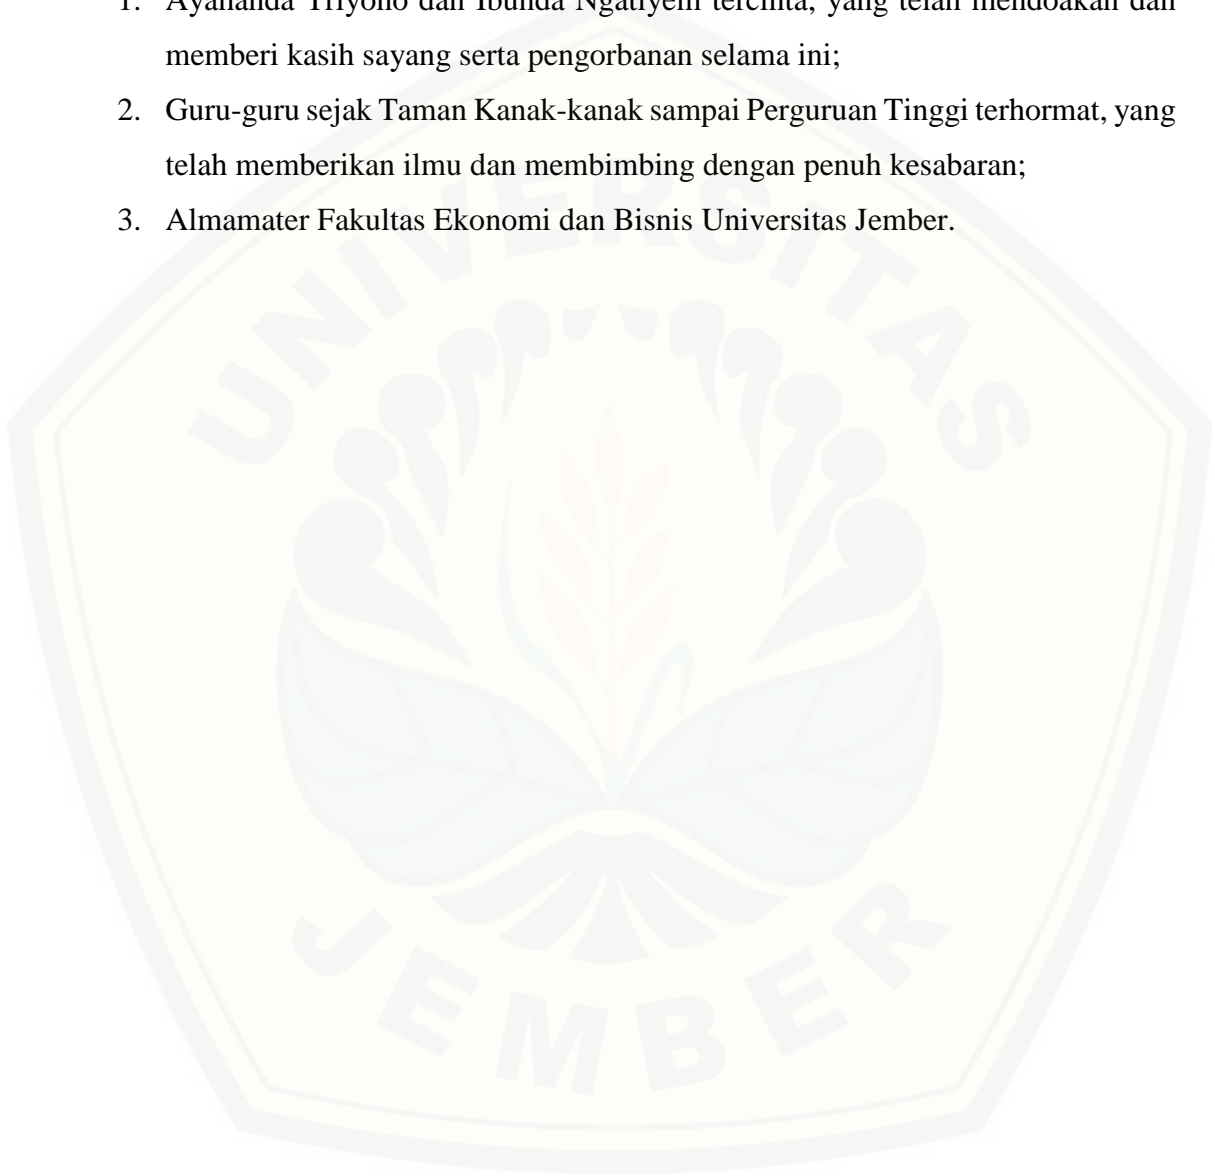 1. Ayahanda Triyono dan Ibunda Ngatiyem tercinta, yang telah mendoakan dan
memberi kasih sayang serta pengorbanan selama ini;
2. Guru-guru sejak Taman Kanak-kanak sampai Perguruan Tinggi terhormat, yang
telah memberikan ilmu dan membimbing dengan penuh kesabaran;
3. Almamater Fakultas Ekonomi dan Bisnis Universitas Jember.
UNIVERSITAS
JEMBER